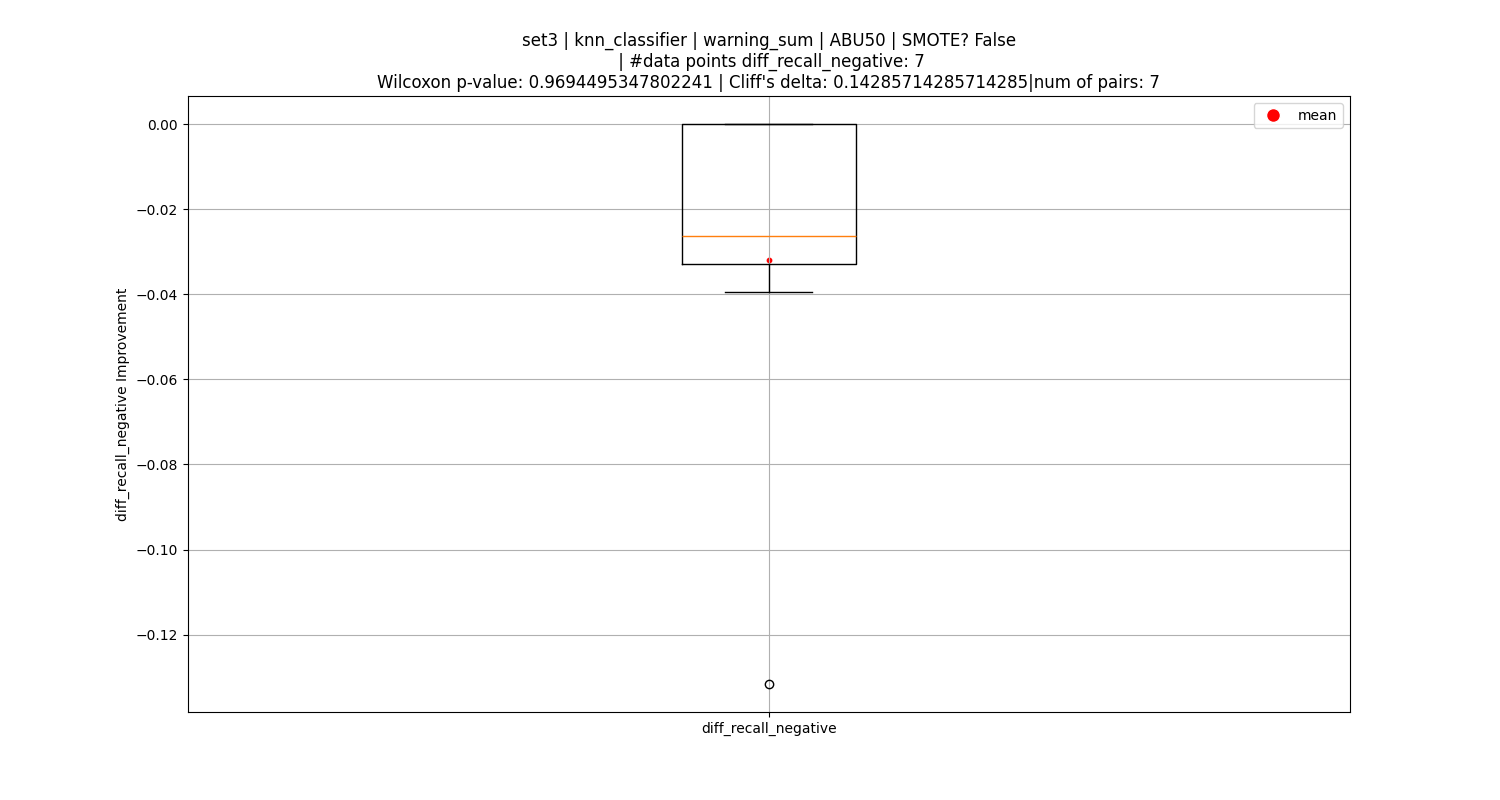 set3 | knn_classifier | warning_sum | ABU50 | SMOTE? False
| #data points diff_recall_negative: 7
Wilcoxon p-value: 0.9694495347802241 | Cliff's delta: 0.14285714285714285|num of pairs: 7
mean
0.00
−0.02
−0.04
−0.06
−0.08
−0.10
−0.12
diff_recall_negative Improvement
diff_recall_negative